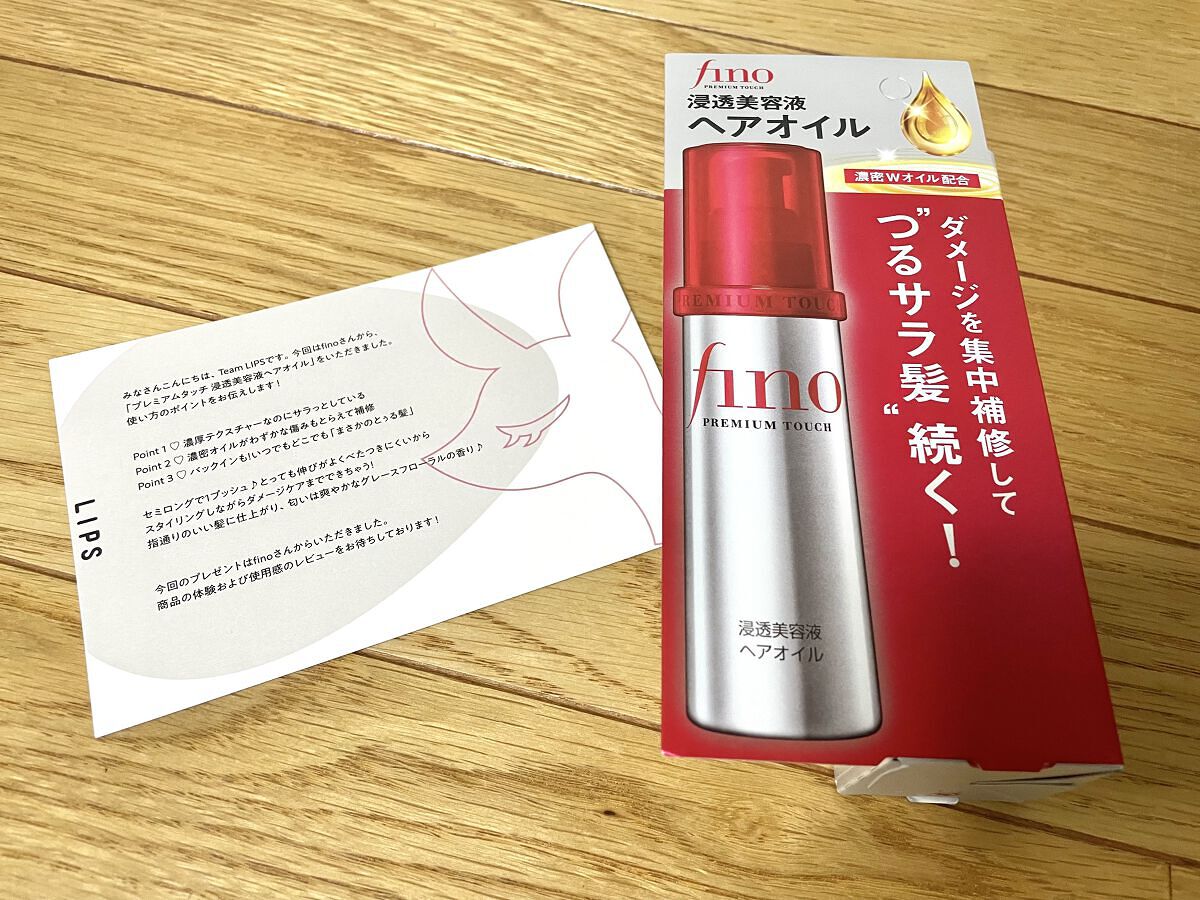 みなさんこんにちは、Team LIPSです。今回はfinoさんから、
「プレミアムタッチ 浸透美容液ヘアオイル」をいただきました。
使い方のポイントをお伝えします!
Point 1 ♡ 濃厚テクスチャーなのにサラっとしている
Point 2 ♡ 濃密オイルがわずかな傷みもとらえて補修
Point 3 ♡ バックインも!いつでもどこでも「まさかのとぅる髪」
セミロングで1プッシュ♪とっても伸びがよくべたつきにくいから
スタイリングしながらダメージケアまでできちゃう!
指通りのいい髪に仕上がり、匂いは爽やかなグレースフローラルの香り♪
今回のプレゼントはfinoさんからいただきました。
商品の体験および使用感のレビューをお待ちしております!
LIPS
fino
PREMIUM TOUCH
浸透美容液
ヘアオイル
濃密Wオイル配合
ダメージを集中補修して
"つるサラ髪"続く!
PREMIUM TOUCH
fino
PREMIUM TOUCH
浸透美容液
ヘアオイル